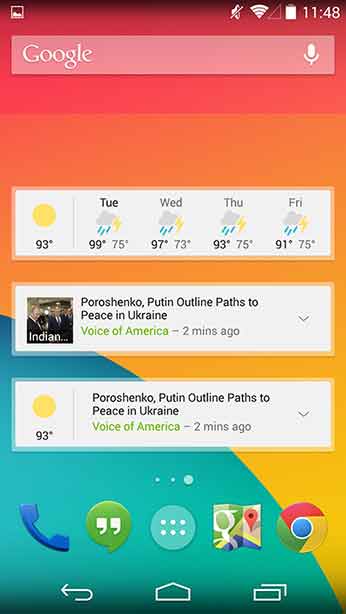 11:48
Google
Tue Wed Thu Fri
93° 99° 75° 97° 73° 93° 75° 91° 75°
Poroshenko, Putin Outline Paths to
Peace in Ukraine
Voice of America – 2 mins ago
Indian...
Poroshenko, Putin Outline Paths to
Peace in Ukraine
Voice of America – 2 mins ago
93°